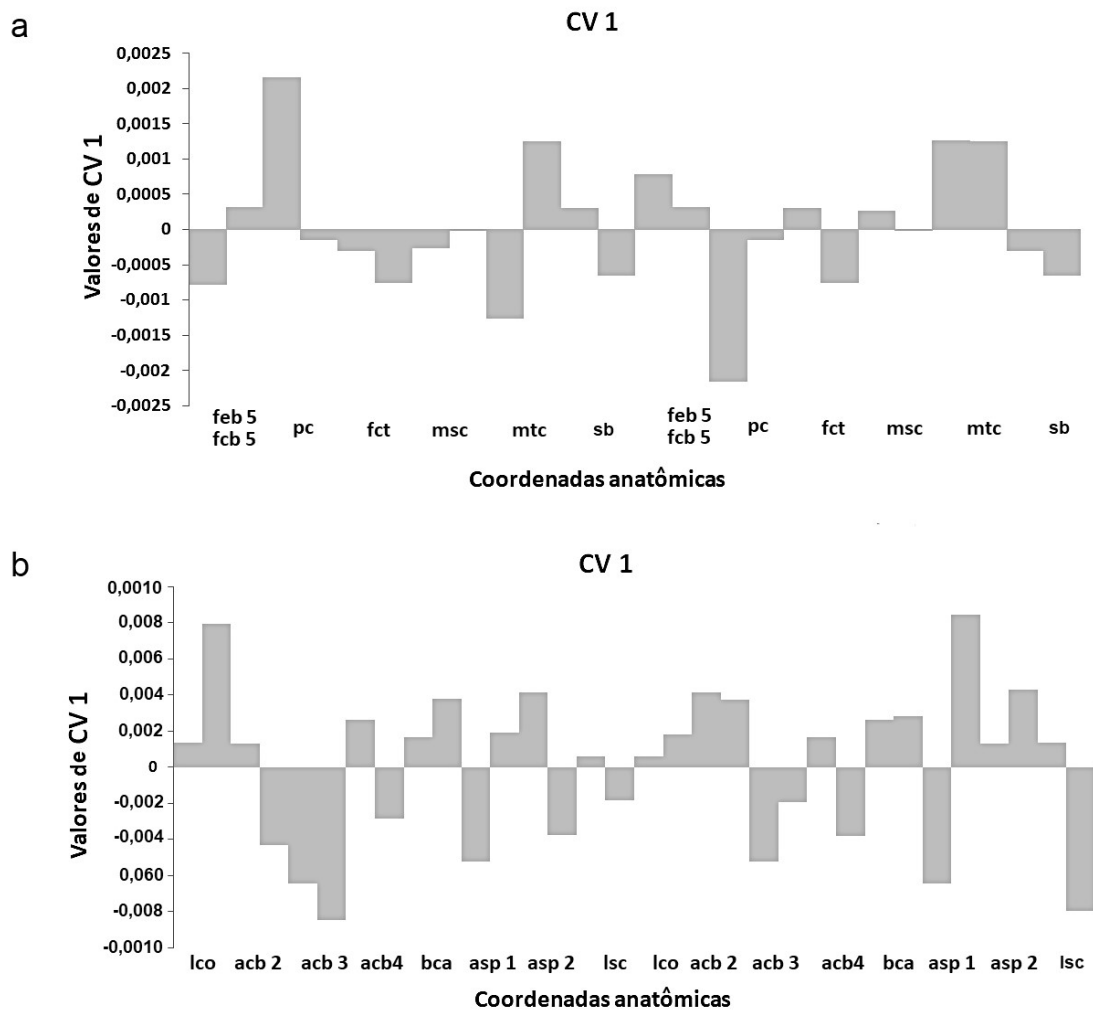 a
CV 1
Valores de CV 1
0,0025
0,002
0,0015
0,001
0,0005
0
-0,0005
-0,001
-0,0015
-0,002
-0,0025
feb 5 pc fct msc mtc sb feb 5 pc fct msc mtc sb
fcb 5 fcb 5
Coordenadas anatômicas
b
CV 1
Valores de CV 1
0,0010
0,008
0,006
0,004
0,002
0
-0,002
-0,004
0,060
-0,008
-0,0010
lco acb 2 acb 3 acb4 bca asp 1 asp 2 lsc lco acb 2 acb 3 acb4 bca asp 1 asp 2 lsc
Coordenadas anatômicas